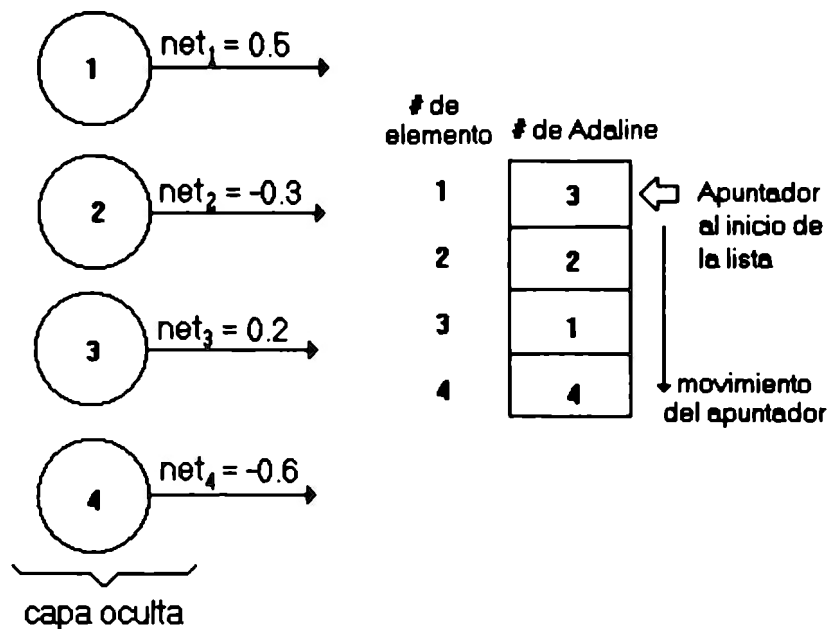 1
net₁ = 0.5
2
net₂ = -0.3
3
net₃ = 0.2
4
net₄ = -0.6
capa oculta
# de
elemento
# de Adaline
1
3
2
2
3
1
4
4
Apuntador
al inicio de
la lista
movimiento
del apuntador